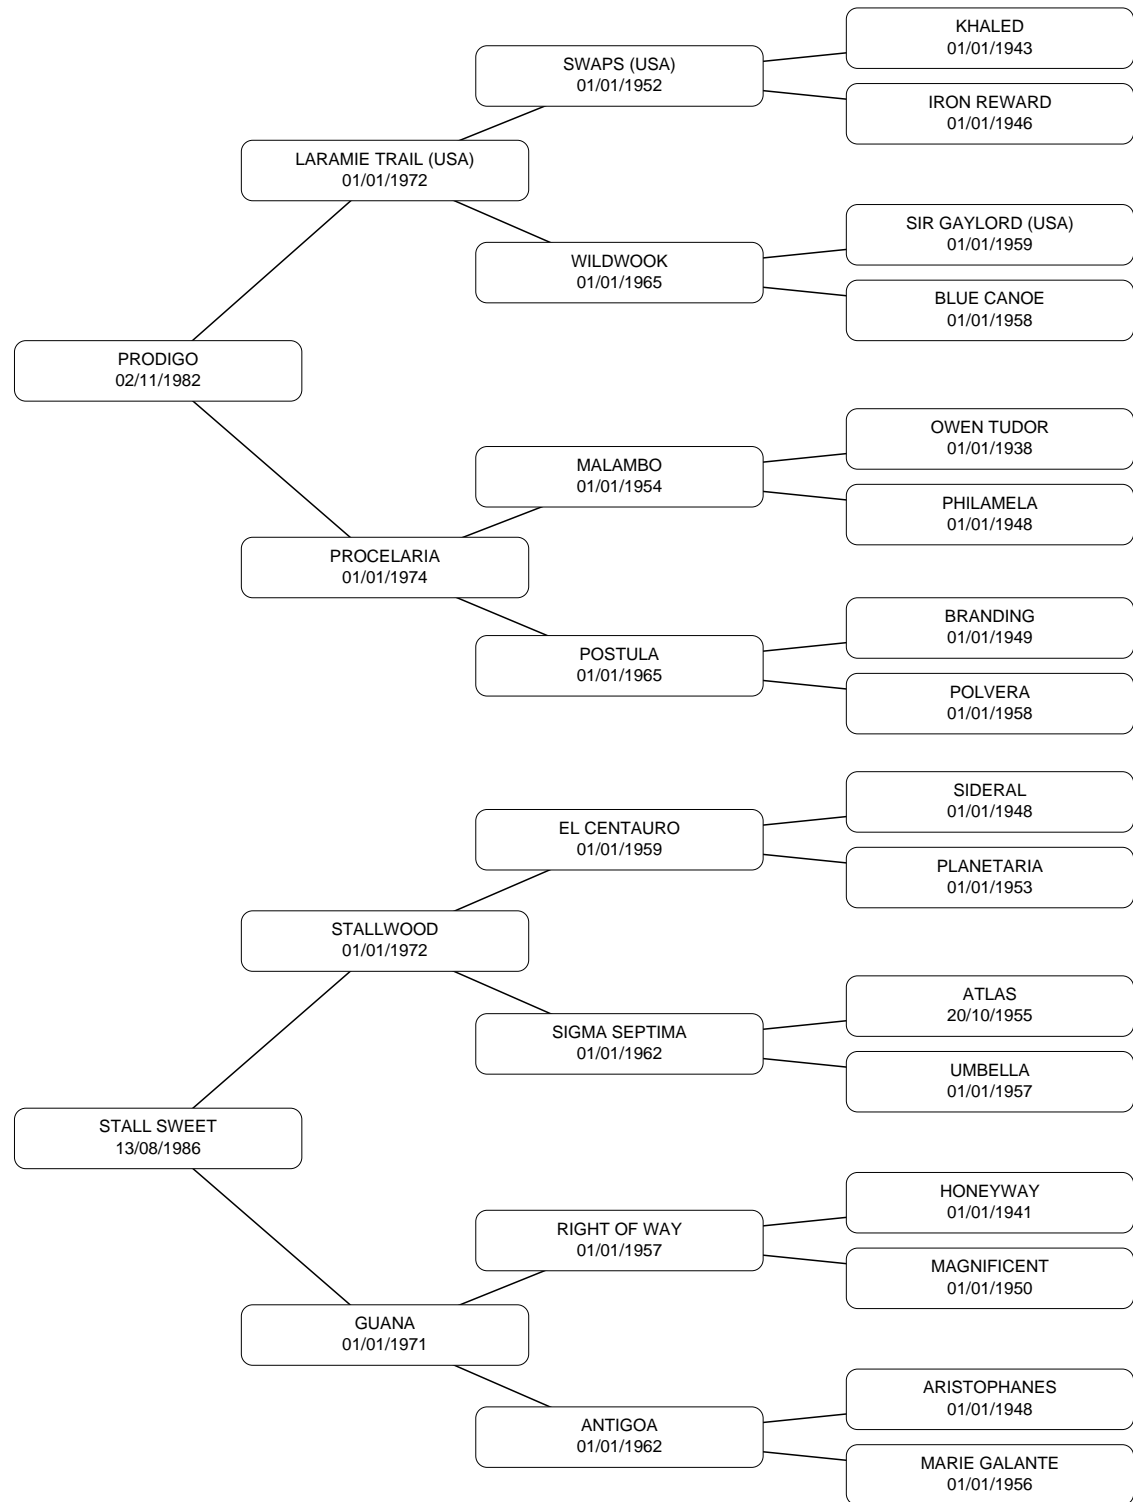 KHALED
01/01/1943
SWAPS (USA)
01/01/1952
IRON REWARD
01/01/1946
LARAMIE TRAIL (USA)
01/01/1972
SIR GAYLORD (USA)
01/01/1959
WILDWOOK
01/01/1965
BLUE CANOE
01/01/1958
PRODIGO
02/11/1982
OWEN TUDOR
01/01/1938
MALAMBO
01/01/1954
PHILAMELA
01/01/1948
PROCELARIA
01/01/1974
BRANDING
01/01/1949
POSTULA
01/01/1965
POLVERA
01/01/1958
SIDERAL
01/01/1948
EL CENTAURO
01/01/1959
PLANETARIA
01/01/1953
STALLWOOD
01/01/1972
ATLAS
20/10/1955
SIGMA SEPTIMA
01/01/1962
UMBELLA
01/01/1957
STALL SWEET
13/08/1986
HONEYWAY
01/01/1941
RIGHT OF WAY
01/01/1957
MAGNIFICENT
01/01/1950
GUANA
01/01/1971
ARISTOPHANES
01/01/1948
ANTIGOA
01/01/1962
MARIE GALANTE
01/01/1956